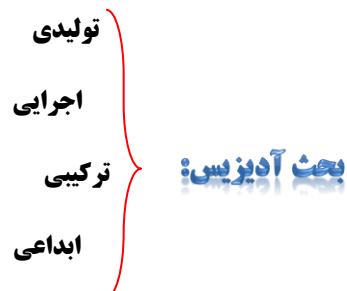 بحث آدیزیس:
تولیدی
اجرایی
ترکیبی
ابداعی